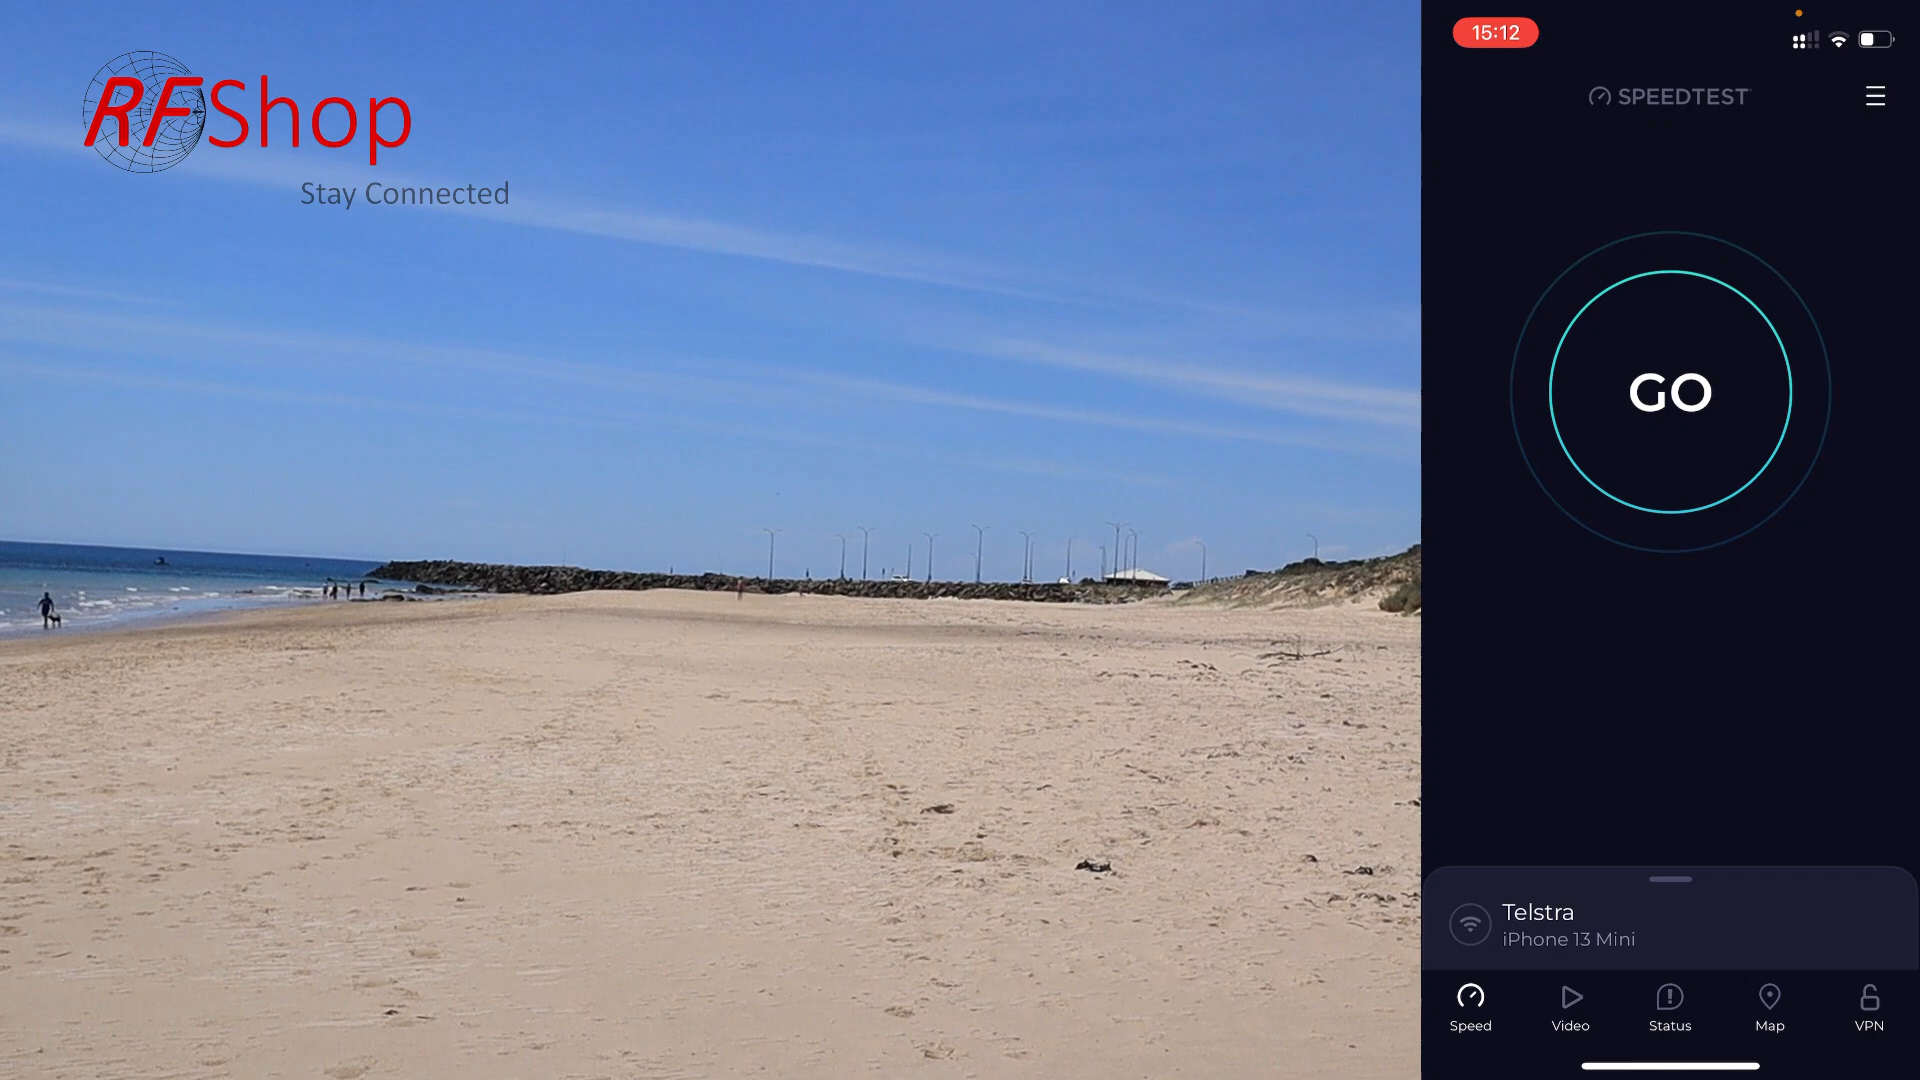 RFShop
Stay Connected
15:12
SPEEDTEST
GO
Telstra
iPhone 13 Mini
Speed
Video
Status
Map
VPN